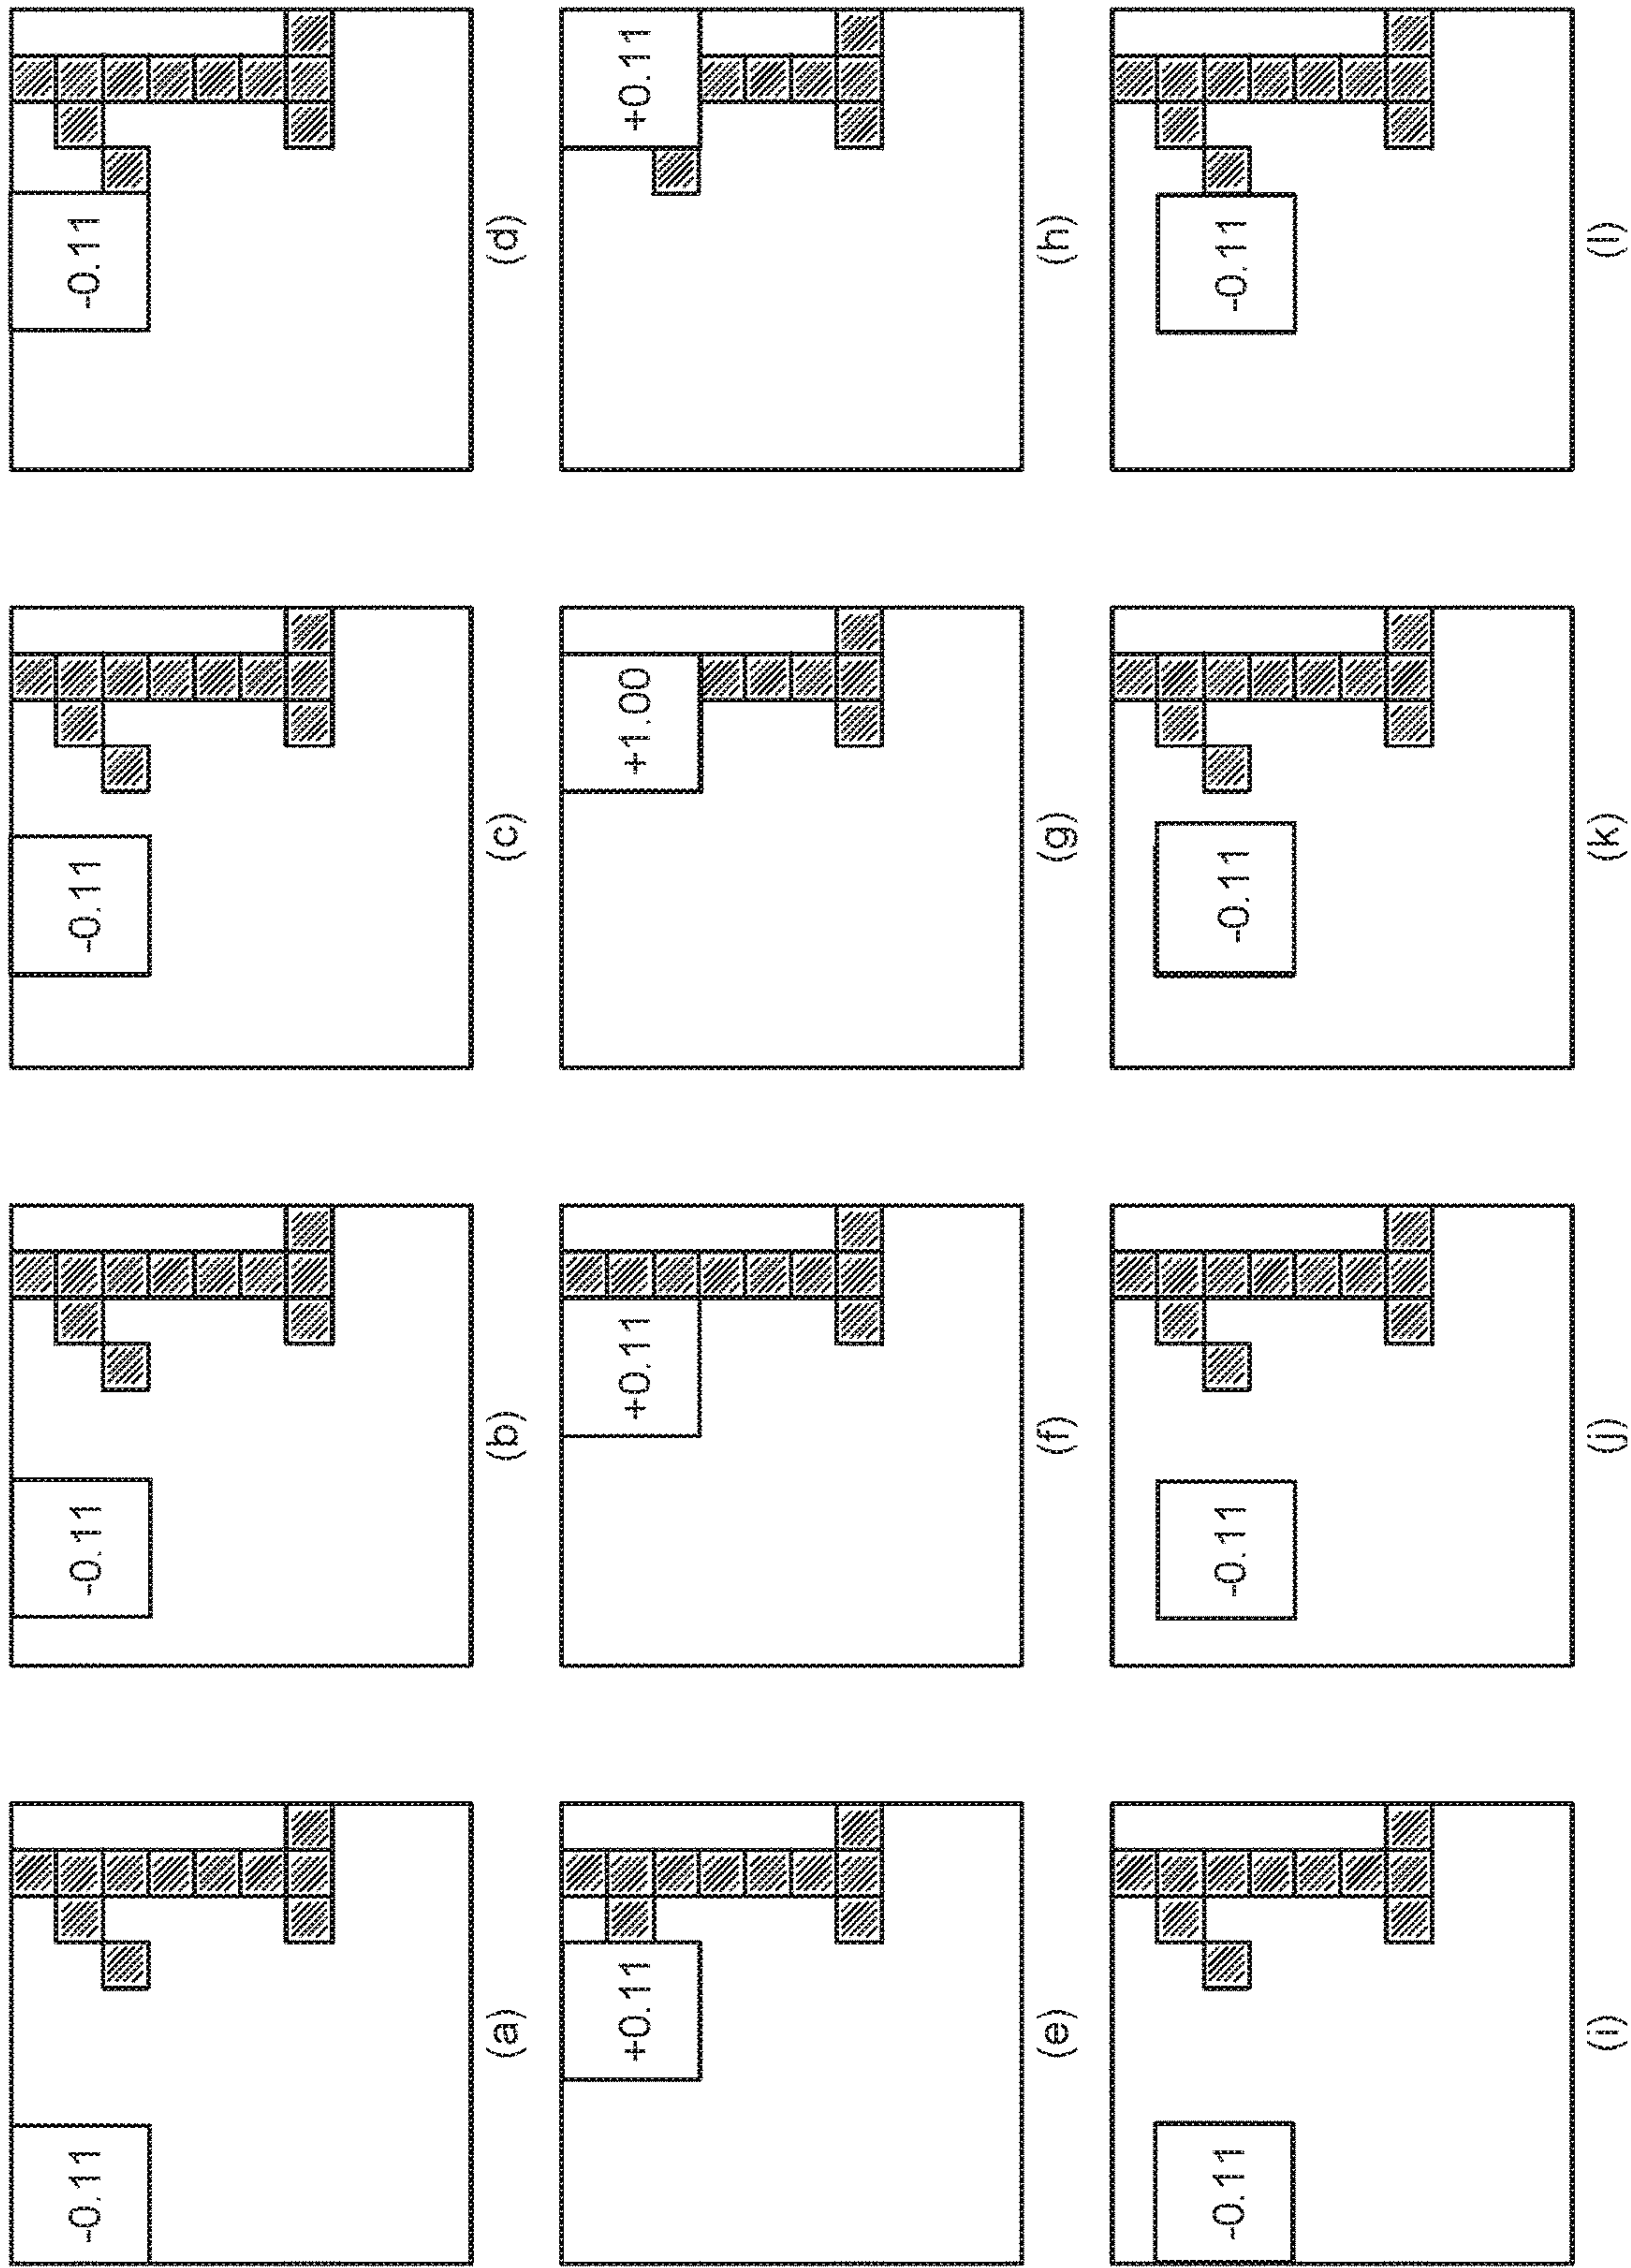 -0.11
-0.11
-0.11
-0.11
(a)
(b)
(c)
(d)
+0.11
+0.11
+1.00
+0.11
(e)
(f)
(g)
(h)
-0.11
-0.11
-0.11
-0.11
(i)
(j)
(k)
(l)